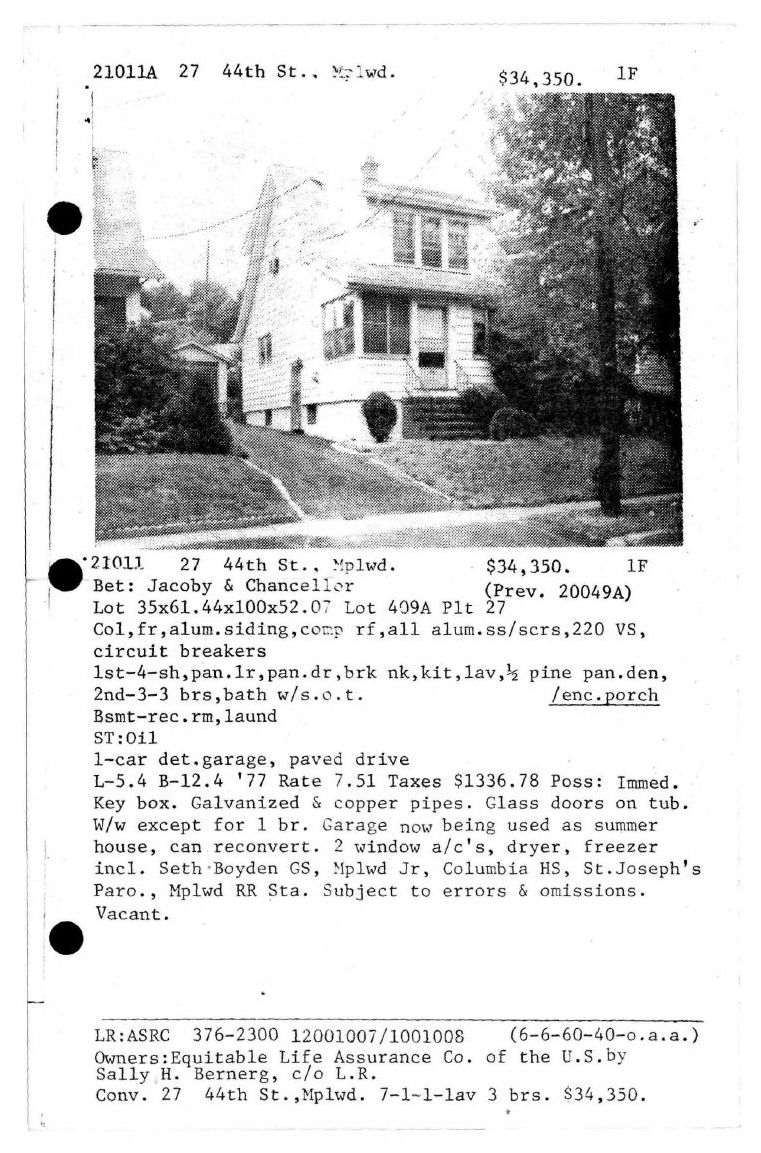 21011A 27 44th St., Mplwd. $34,350. 1F
21011 27 44th St., Mplwd. $34,350. 1F
Bet: Jacoby & Chancellor (Prev. 20049A)
Lot 35x61.44x100x52.07 Lot 409A Plt 27
Col,fr,alum.siding,comp rf,all alum.ss/scrs,220 VS,
circuit breakers
1st-4-sh,pan.lr,pan.dr,brk nk,kit,lav,½ pine pan.den,
2nd-3-3 brs,bath w/s.o.t. /enc.porch
Bsmt-rec.rm,laund
ST:Oil
1-car det.garage, paved drive
L-5.4 B-12.4 '77 Rate 7.51 Taxes $1336.78 Poss: Immed.
Key box. Galvanized & copper pipes. Glass doors on tub.
W/w except for 1 br. Garage now being used as summer
house, can reconvert. 2 window a/c's, dryer, freezer
incl. Seth Boyden GS, Mplwd Jr, Columbia HS, St.Joseph's
Paro., Mplwd RR Sta. Subject to errors & omissions.
Vacant.
LR:ASRC 376-2300 12001007/1001008 (6-6-60-40-o.a.a.)
Owners:Equitable Life Assurance Co. of the U.S.by
Sally H. Bernerg, c/o L.R.
Conv. 27 44th St.,Mplwd. 7-1-1-lav 3 brs. $34,350.